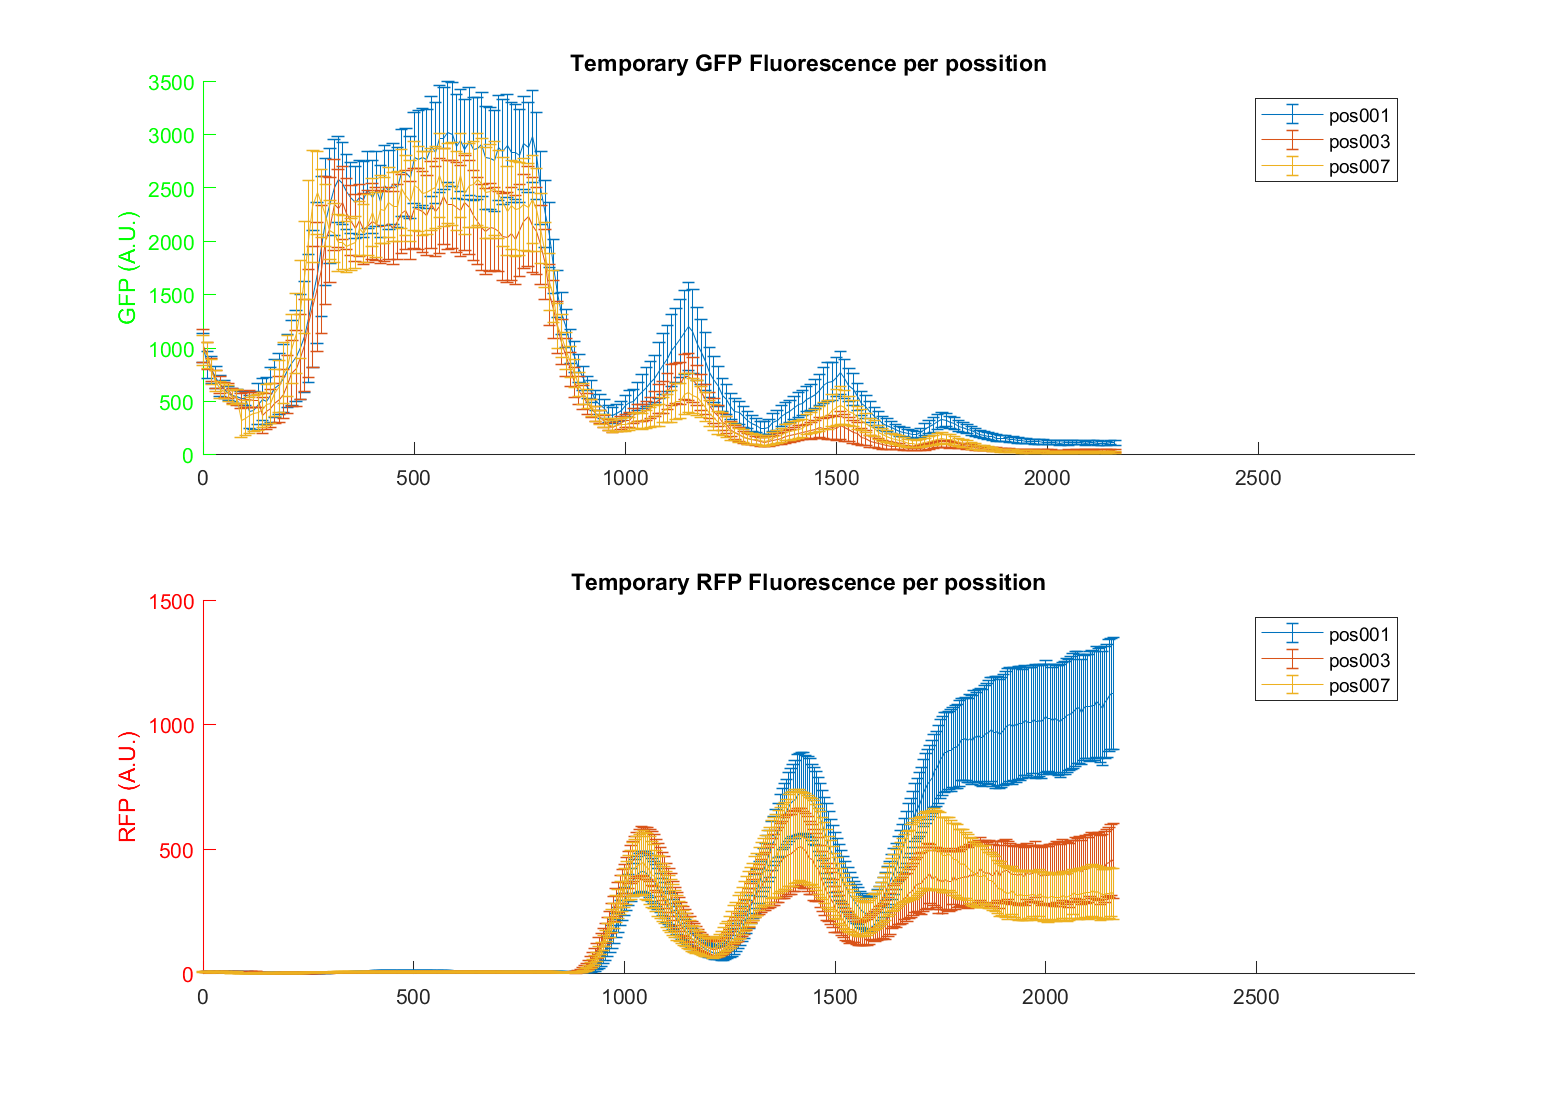 Temporary GFP Fluorescence per possition
3500
3000
2500
2000
1500
1000
500
0
GFP (A.U.)
0 500 1000 1500 2000 2500
pos001
pos003
pos007
Temporary RFP Fluorescence per possition
1500
1000
500
0
RFP (A.U.)
0 500 1000 1500 2000 2500
pos001
pos003
pos007